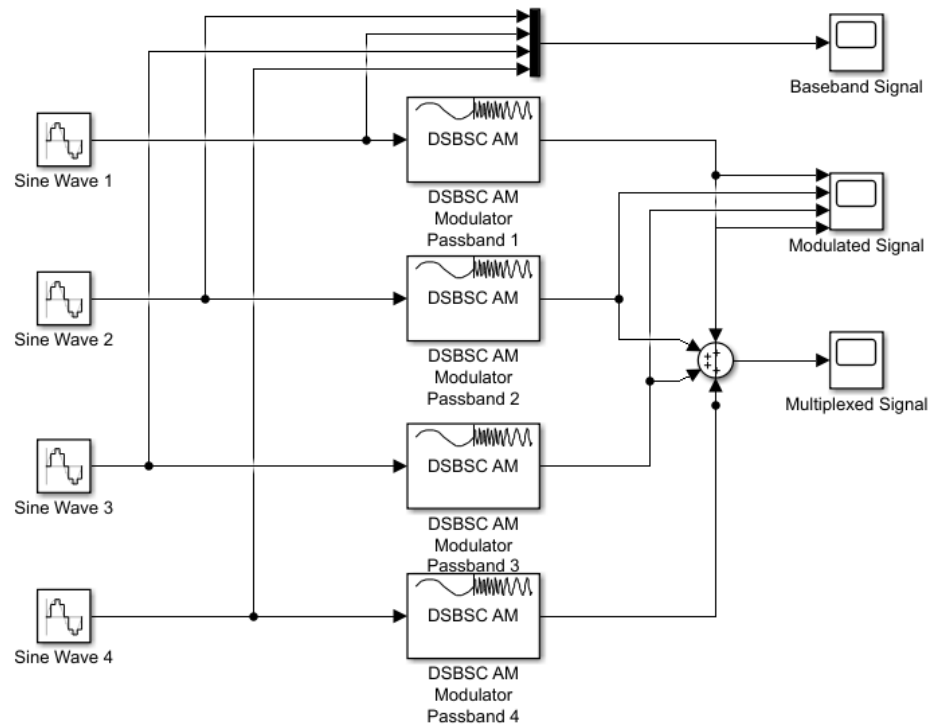 Baseband Signal
DSBSC AM
Sine Wave 1
DSBSC AM
Modulator
Passband 1
Modulated Signal
DSBSC AM
Sine Wave 2
DSBSC AM
Modulator
Passband 2
+
+
+
+
Multiplexed Signal
DSBSC AM
Sine Wave 3
DSBSC AM
Modulator
Passband 3
DSBSC AM
Sine Wave 4
DSBSC AM
Modulator
Passband 4